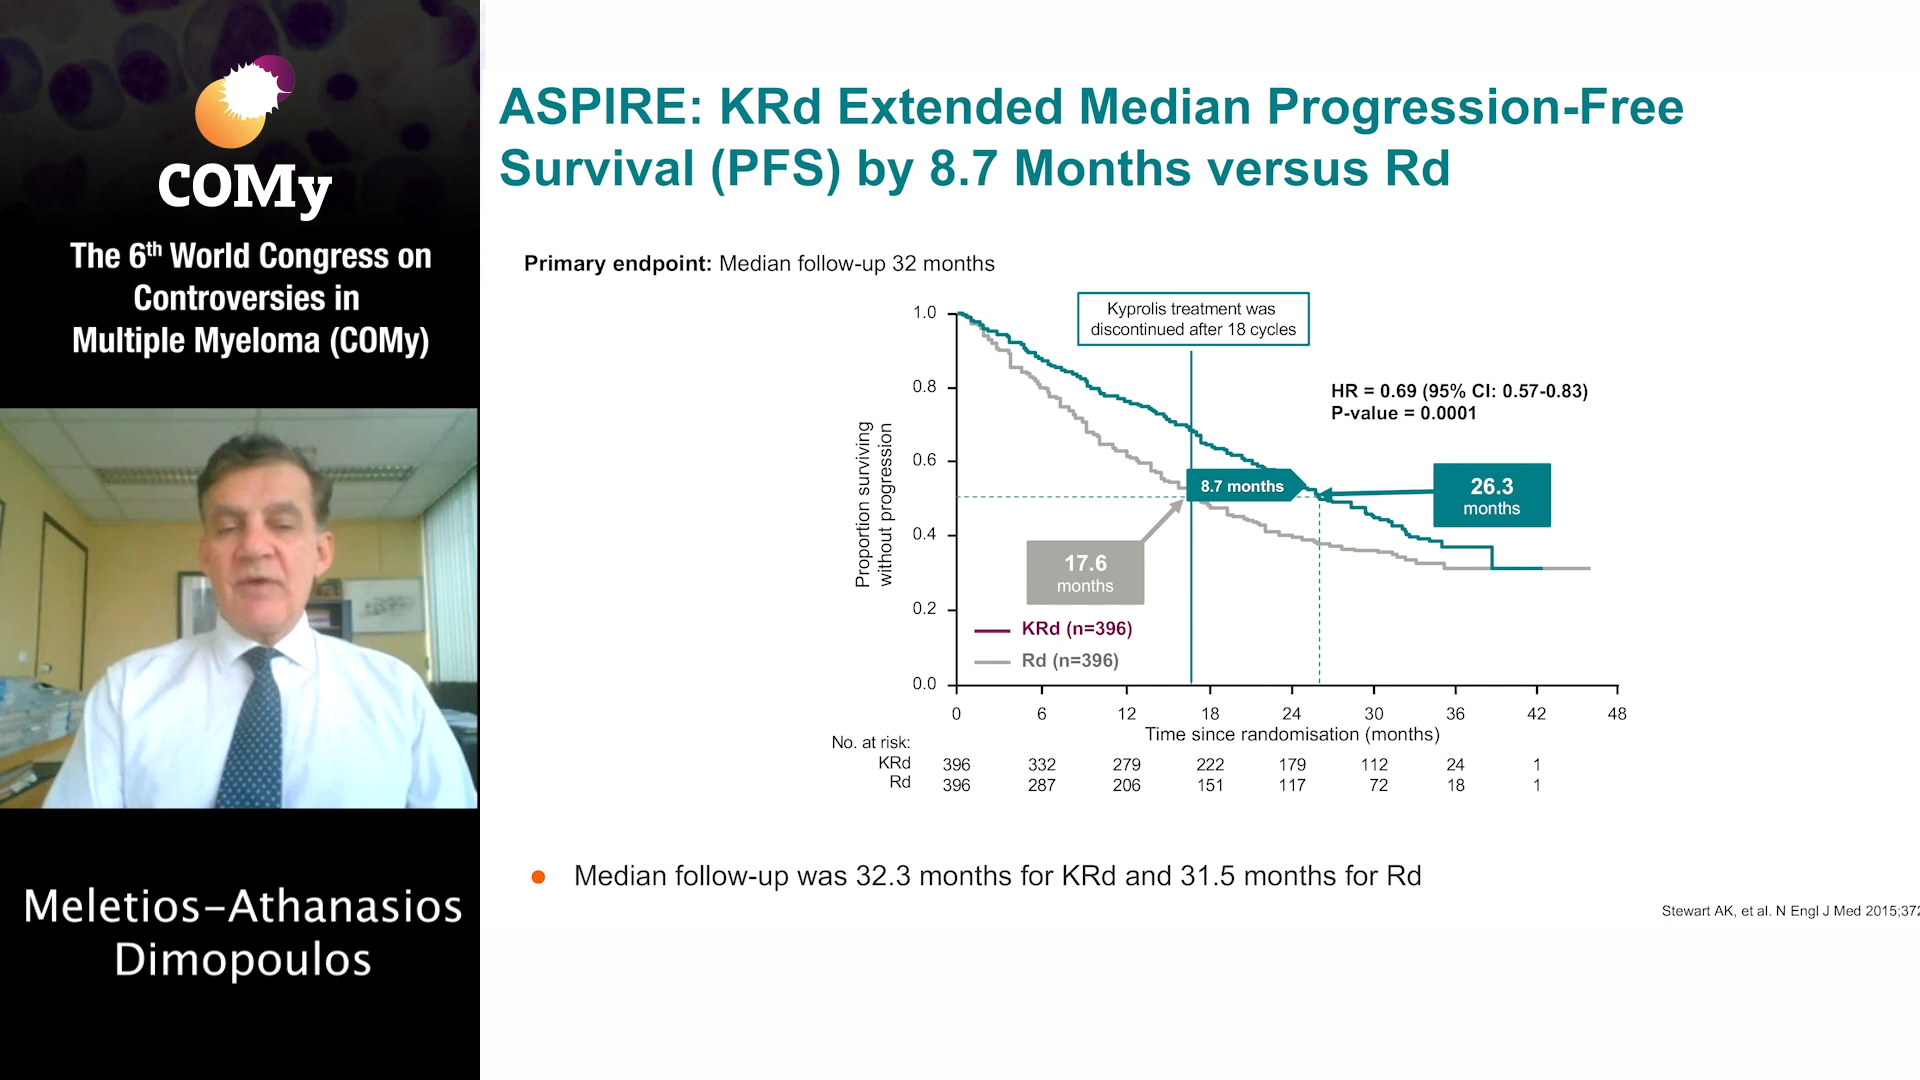 COMy
The 6th World Congress on
Controversies in
Multiple Myeloma (COMy)
Meletios-Athanasios
Dimopoulos
ASPIRE: KRd Extended Median Progression-Free
Survival (PFS) by 8.7 Months versus Rd
Primary endpoint: Median follow-up 32 months
Kyprolis treatment was
discontinued after 18 cycles
HR = 0.69 (95% CI: 0.57-0.83)
P-value = 0.0001
Proportion surviving
without progression
1.0
0.8
0.6
0.4
0.2
0.0
8.7 months
26.3
months
17.6
months
KRd (n=396)
Rd (n=396)
0 6 12 18 24 30 36 42 48
Time since randomisation (months)
No. at risk:
KRd 396 332 279 222 179 112 24 1
Rd 396 287 206 151 117 72 18 1
● Median follow-up was 32.3 months for KRd and 31.5 months for Rd
Stewart AK, et al. N Engl J Med 2015;372